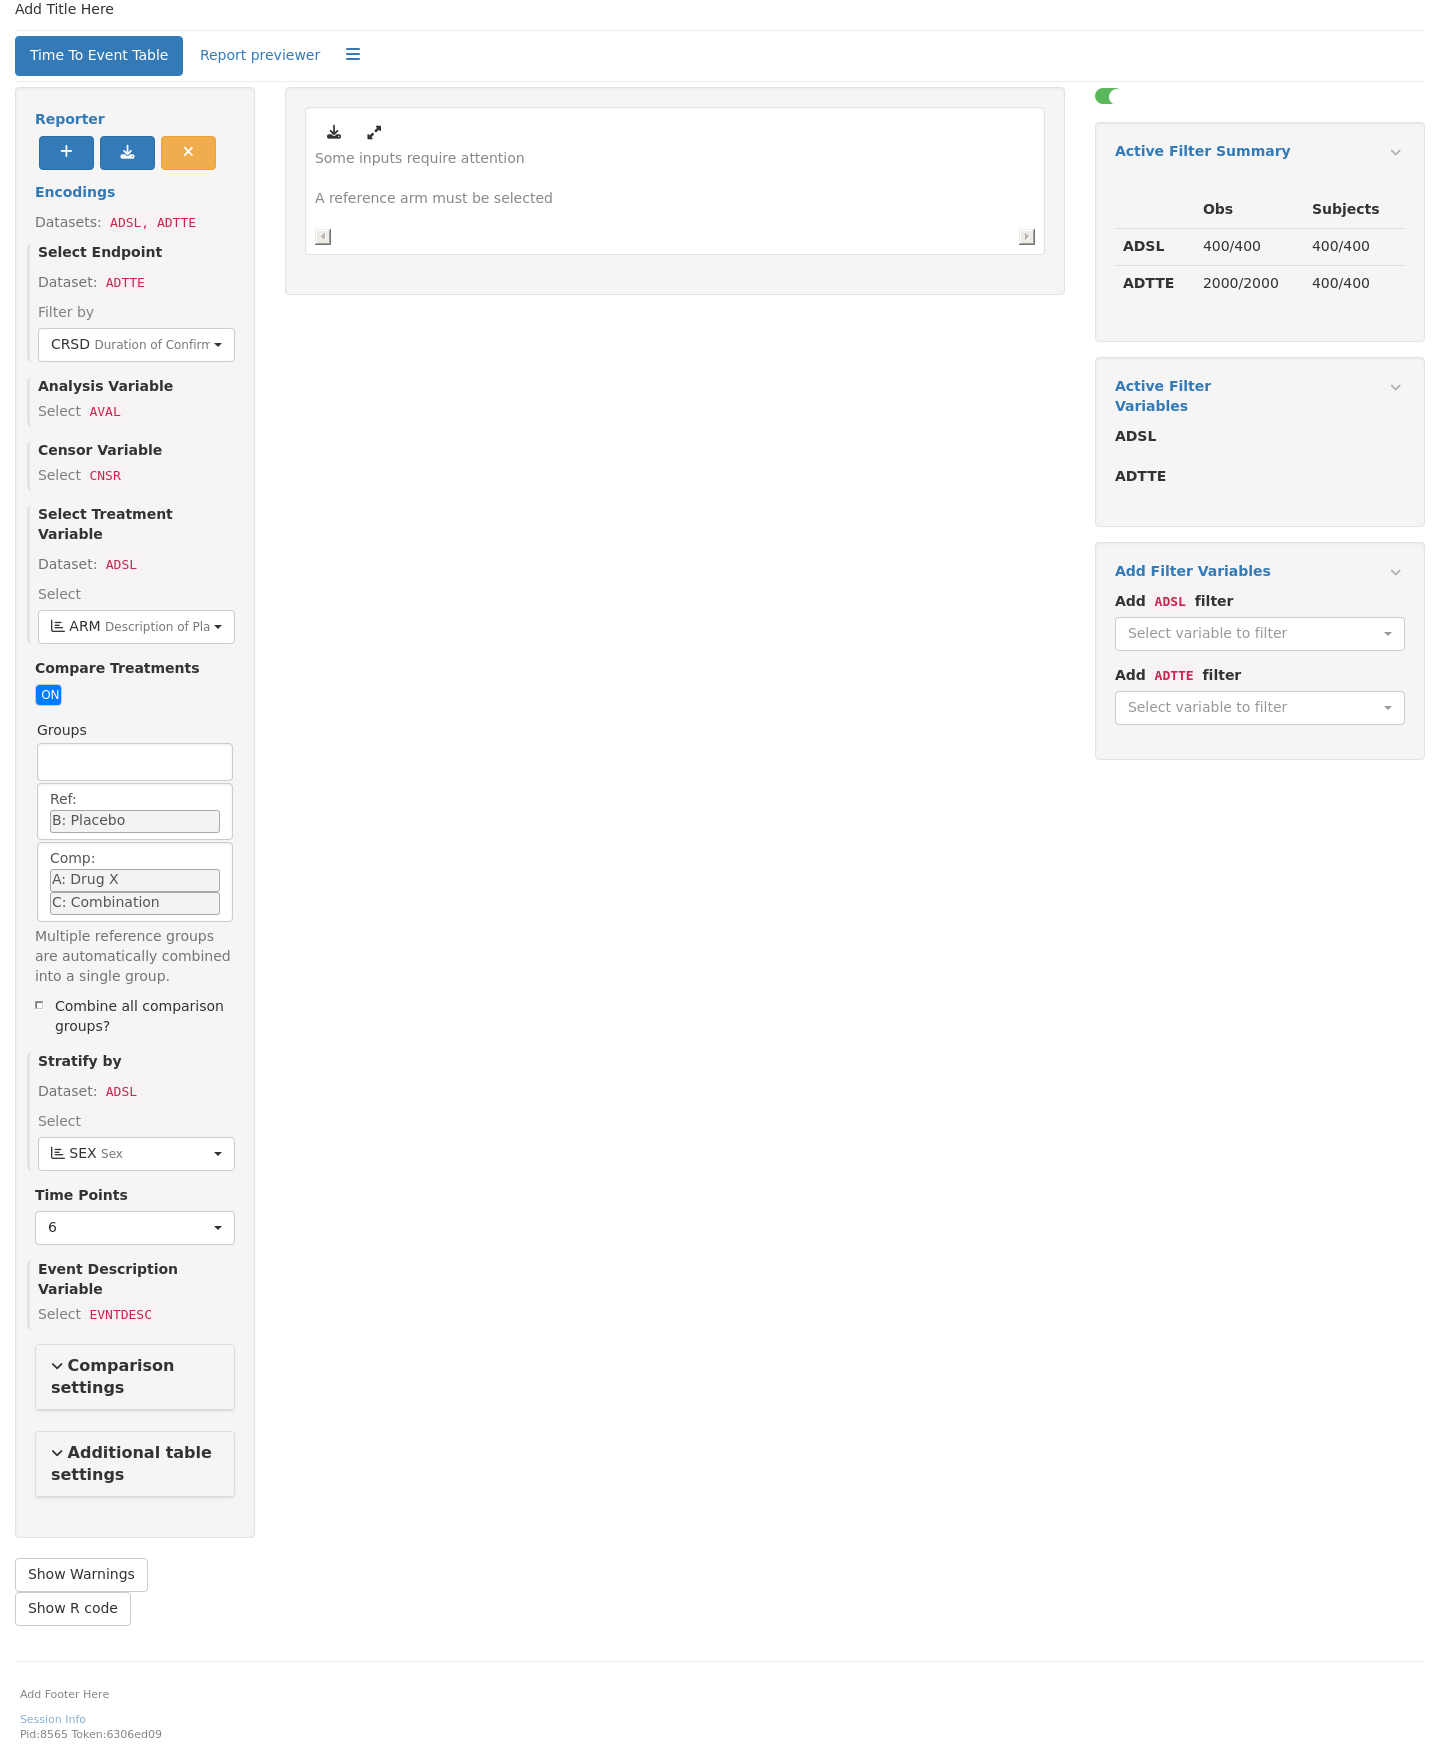 Add Title Here
Time To Event Table
Report previewer
Reporter
Encodings
Datasets: ADSL, ADTTE
Select Endpoint
Dataset: ADTTE
Filter by
CRSD Duration of Confirm
Analysis Variable
Select AVAL
Censor Variable
Select CNSR
Select Treatment
Variable
Dataset: ADSL
Select
ARM Description of Pla
Compare Treatments
ON
Groups
Ref:
B: Placebo
Comp:
A: Drug X
C: Combination
Multiple reference groups
are automatically combined
into a single group.
Combine all comparison
groups?
Stratify by
Dataset: ADSL
Select
SEX Sex
Time Points
6
Event Description
Variable
Select EVNTDESC
Comparison
settings
Additional table
settings
Show Warnings
Show R code
Some inputs require attention
A reference arm must be selected
Active Filter Summary
Obs Subjects
ADSL 400/400 400/400
ADTTE 2000/2000 400/400
Active Filter
Variables
ADSL
ADTTE
Add Filter Variables
Add ADSL filter
Select variable to filter
Add ADTTE filter
Select variable to filter
Add Footer Here
Session Info
Pid:8565 Token:6306ed09